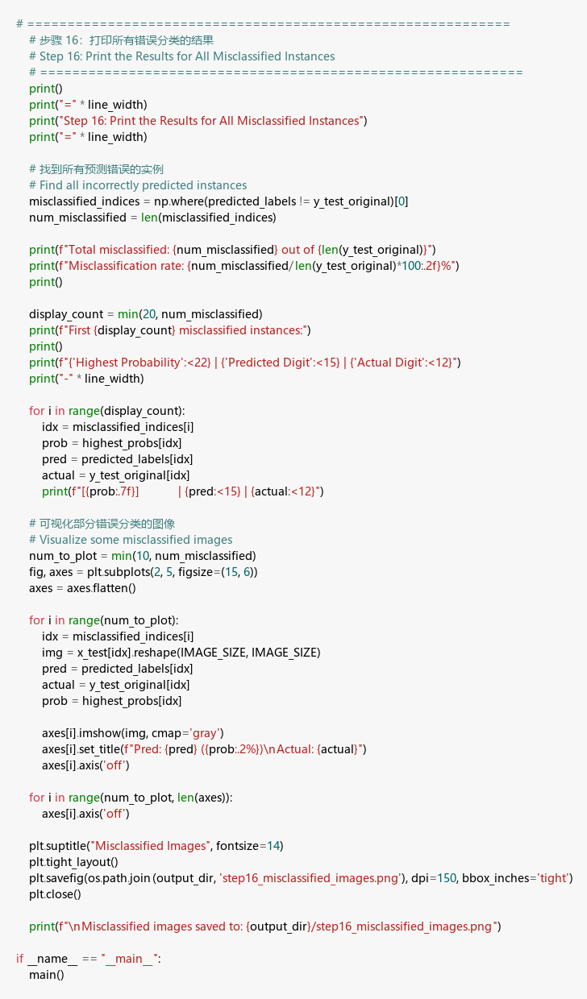 # ============================================================
    # 步骤 16：打印所有错误分类的结果
    # Step 16: Print the Results for All Misclassified Instances
    # ============================================================
    print()
    print("=" * line_width)
    print("Step 16: Print the Results for All Misclassified Instances")
    print("=" * line_width)

    # 找到所有预测错误的实例
    # Find all incorrectly predicted instances
    misclassified_indices = np.where(predicted_labels != y_test_original)[0]
    num_misclassified = len(misclassified_indices)

    print(f"Total misclassified: {num_misclassified} out of {len(y_test_original)}")
    print(f"Misclassification rate: {num_misclassified/len(y_test_original)*100:.2f}%")
    print()

    display_count = min(20, num_misclassified)
    print(f"First {display_count} misclassified instances:")
    print()
    print(f"{'Highest Probability':<22} | {'Predicted Digit':<15} | {'Actual Digit':<12}")
    print("-" * line_width)

    for i in range(display_count):
        idx = misclassified_indices[i]
        prob = highest_probs[idx]
        pred = predicted_labels[idx]
        actual = y_test_original[idx]
        print(f"[{prob:.7f}]            | {pred:<15} | {actual:<12}")

    # 可视化部分错误分类的图像
    # Visualize some misclassified images
    num_to_plot = min(10, num_misclassified)
    fig, axes = plt.subplots(2, 5, figsize=(15, 6))
    axes = axes.flatten()

    for i in range(num_to_plot):
        idx = misclassified_indices[i]
        img = x_test[idx].reshape(IMAGE_SIZE, IMAGE_SIZE)
        pred = predicted_labels[idx]
        actual = y_test_original[idx]
        prob = highest_probs[idx]

        axes[i].imshow(img, cmap='gray')
        axes[i].set_title(f"Pred: {pred} ({prob:.2%})\nActual: {actual}")
        axes[i].axis('off')

    for i in range(num_to_plot, len(axes)):
        axes[i].axis('off')

    plt.suptitle("Misclassified Images", fontsize=14)
    plt.tight_layout()
    plt.savefig(os.path.join(output_dir, 'step16_misclassified_images.png'), dpi=150, bbox_inches='tight')
    plt.close()

    print(f"\nMisclassified images saved to: {output_dir}/step16_misclassified_images.png")

if __name__ == "__main__":
    main()